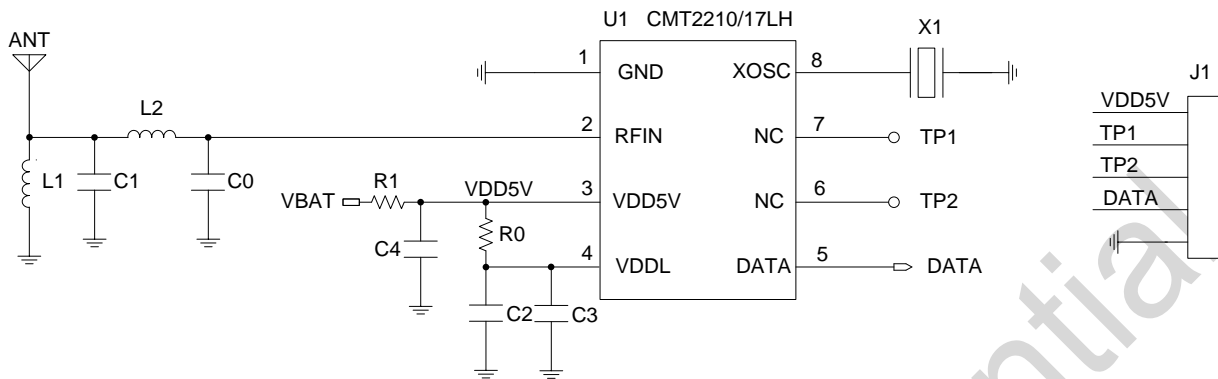 U1 CMT2210/17LH
ANT
X1
J1
1
GND
XOSC
8
VDD5V
L2
2
RFIN
NC
7
TP1
TP1
L1
C1
C0
R1
VDD5V
TP2
VBAT
3
VDD5V
NC
6
TP2
DATA
R0
C4
4
VDDL
DATA
5
DATA
C2
C3
ntial